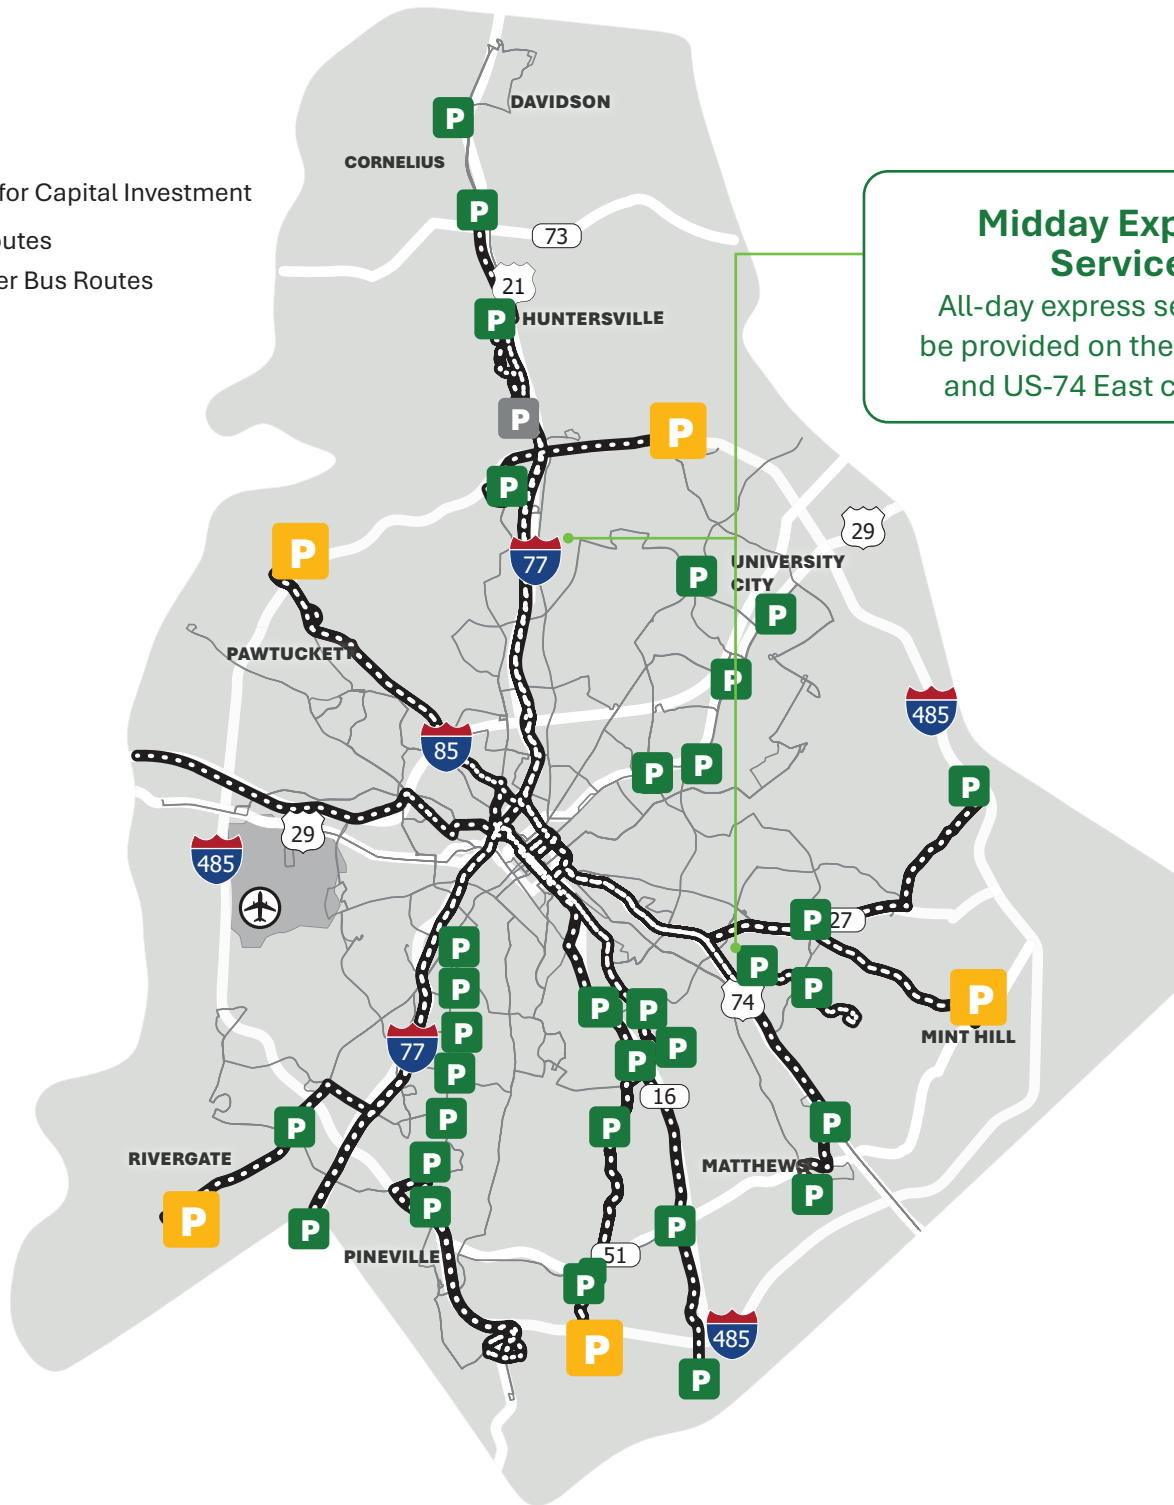 DAVIDSON
P
CORNELIUS
for Capital Investment
P
Midday Exp
73
outes
Service
er Bus Routes
21
All-day express se
P
HUNTERSVILLE
be provided on the
and US-74 East c
P
P
P
29
P
77
UNIVERSITY
CITY
P
P
PAWTUCKETT
P
485
85
P
P
P
29
485
P
27
P
P
P
P
74
P
P
P
MINT HILL
P
P
77
P
P
P
16
P
P
P
P
RIVERGATE
P
MATTHEWS
P
P
P
P
P
P
PINEVILLE
51
P
485
P
P